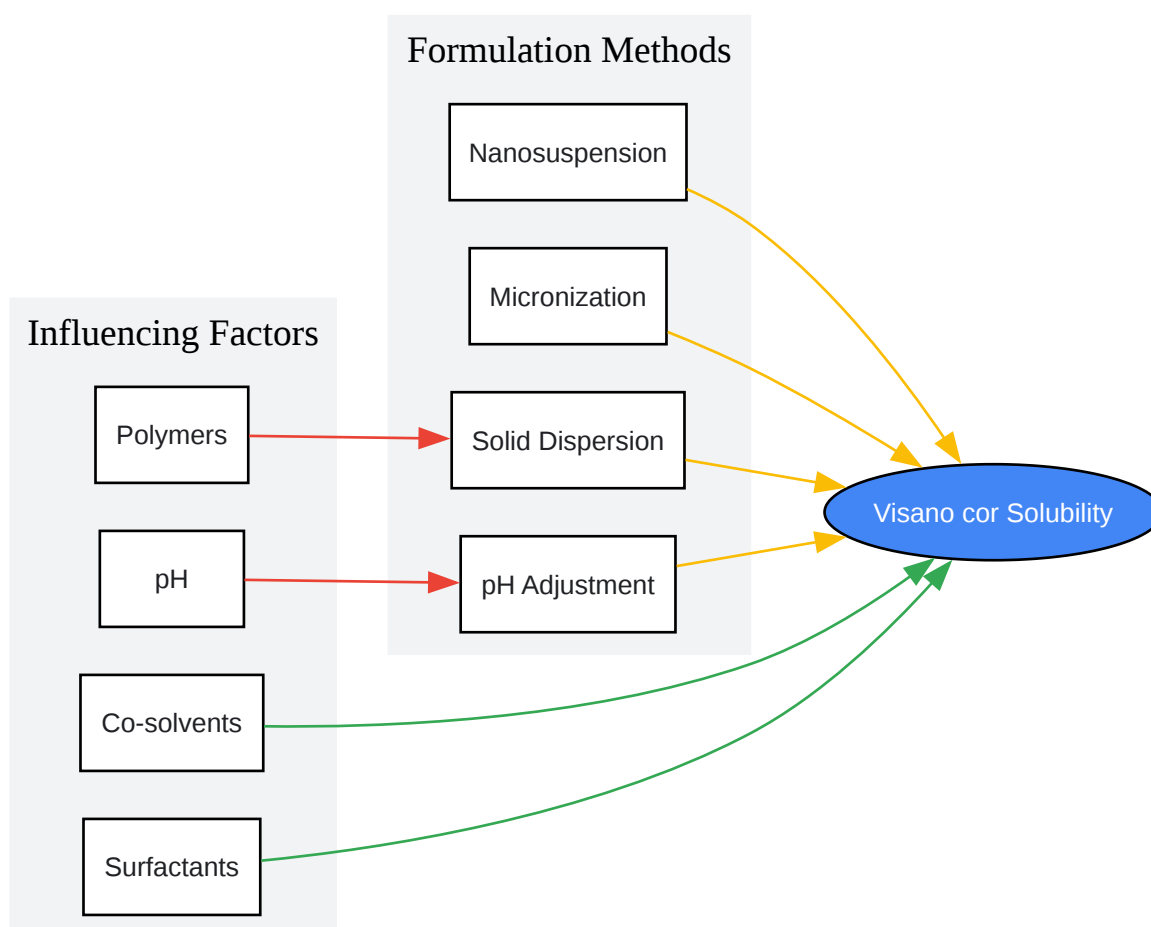 Formulation Methods
Nanosuspension
Micronization
Solid Dispersion
pH Adjustment
Influencing Factors
Polymers
pH
Co-solvents
Surfactants
Visano cor Solubility